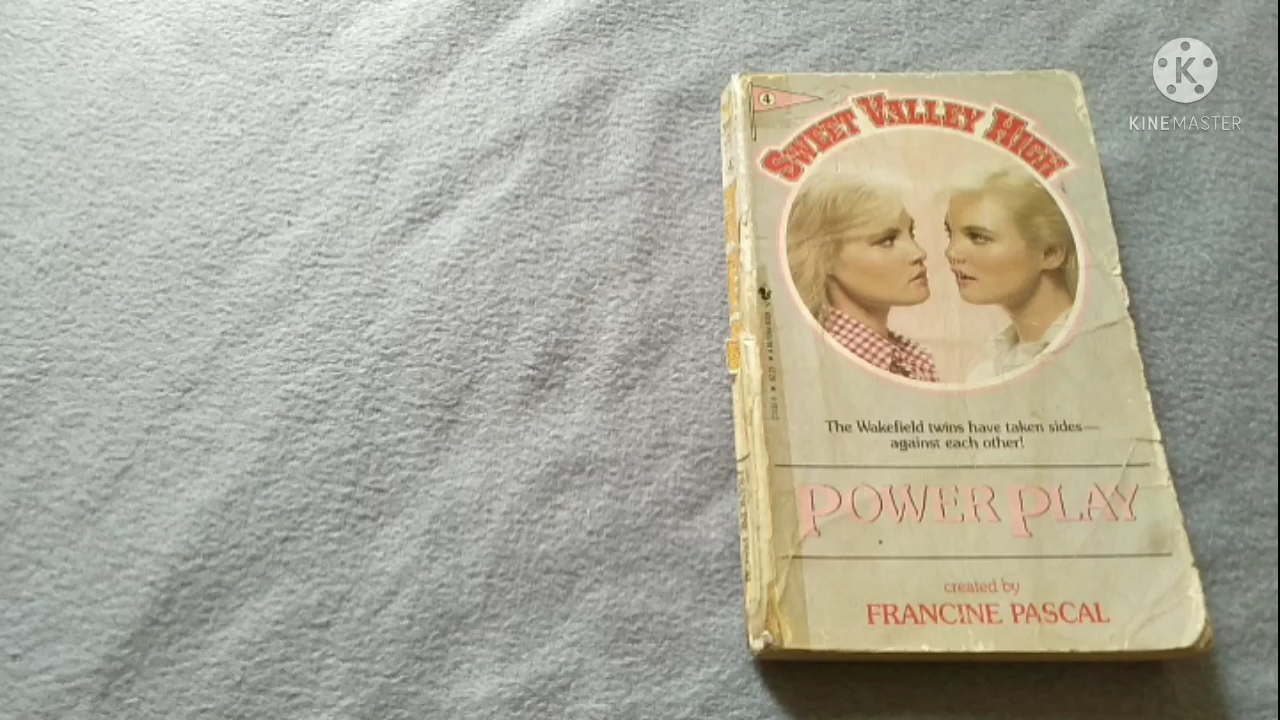 4
SWEET VALLEY HIGH
The Wakefield twins have taken sides—
against each other!
POWER PLAY
created by
FRANCINE PASCAL
K
KINEMASTER